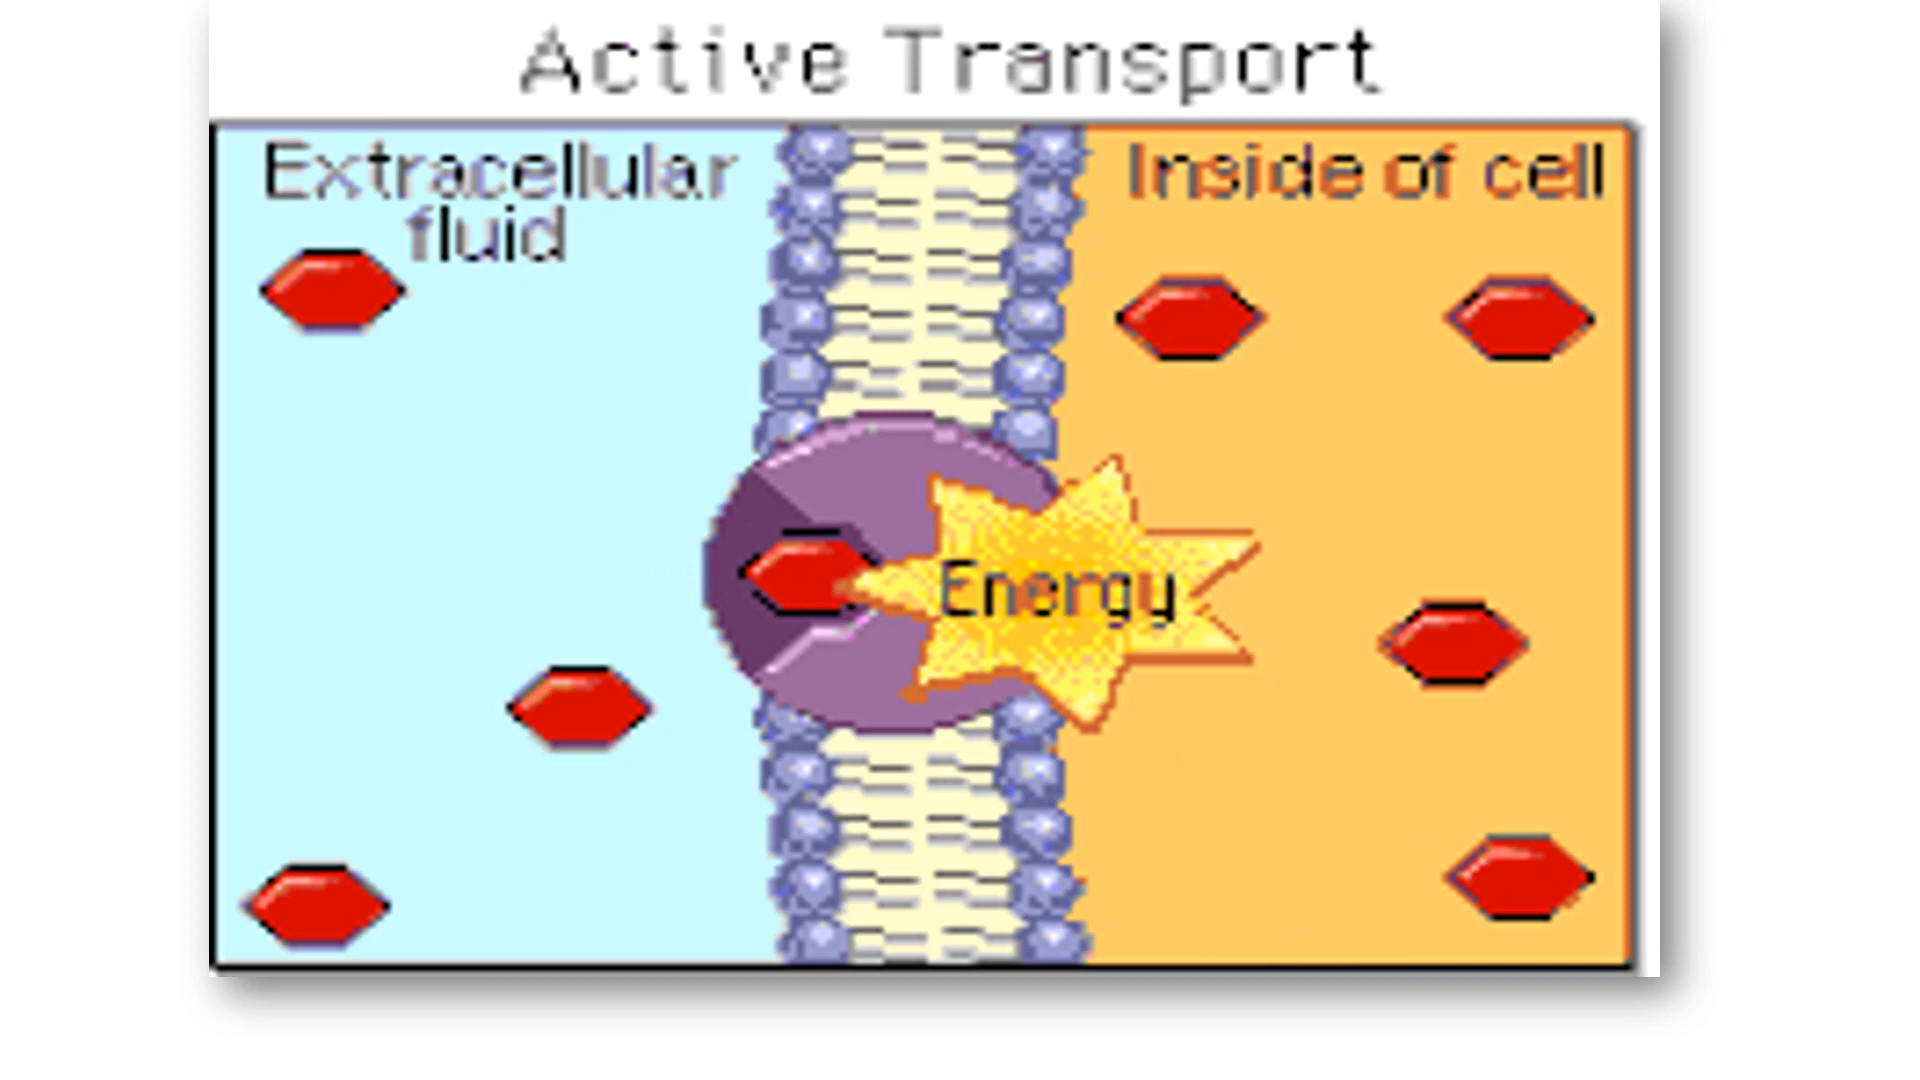 Active Transport
Extracellular
fluid
Inside of cell
Energy